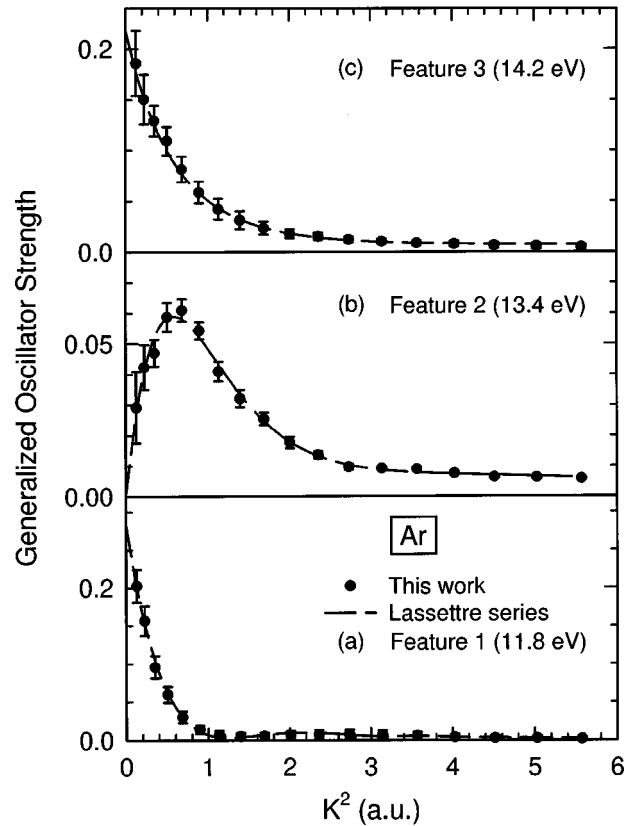 0.2
(c) Feature 3 (14.2 eV)
0.0
(b) Feature 2 (13.4 eV)
0.05
0.00
Generalized Oscillator Strength
Ar
This work
Lassettre series
0.2
(a) Feature 1 (11.8 eV)
0.0
0 1 2 3 4 5 6
K² (a.u.)